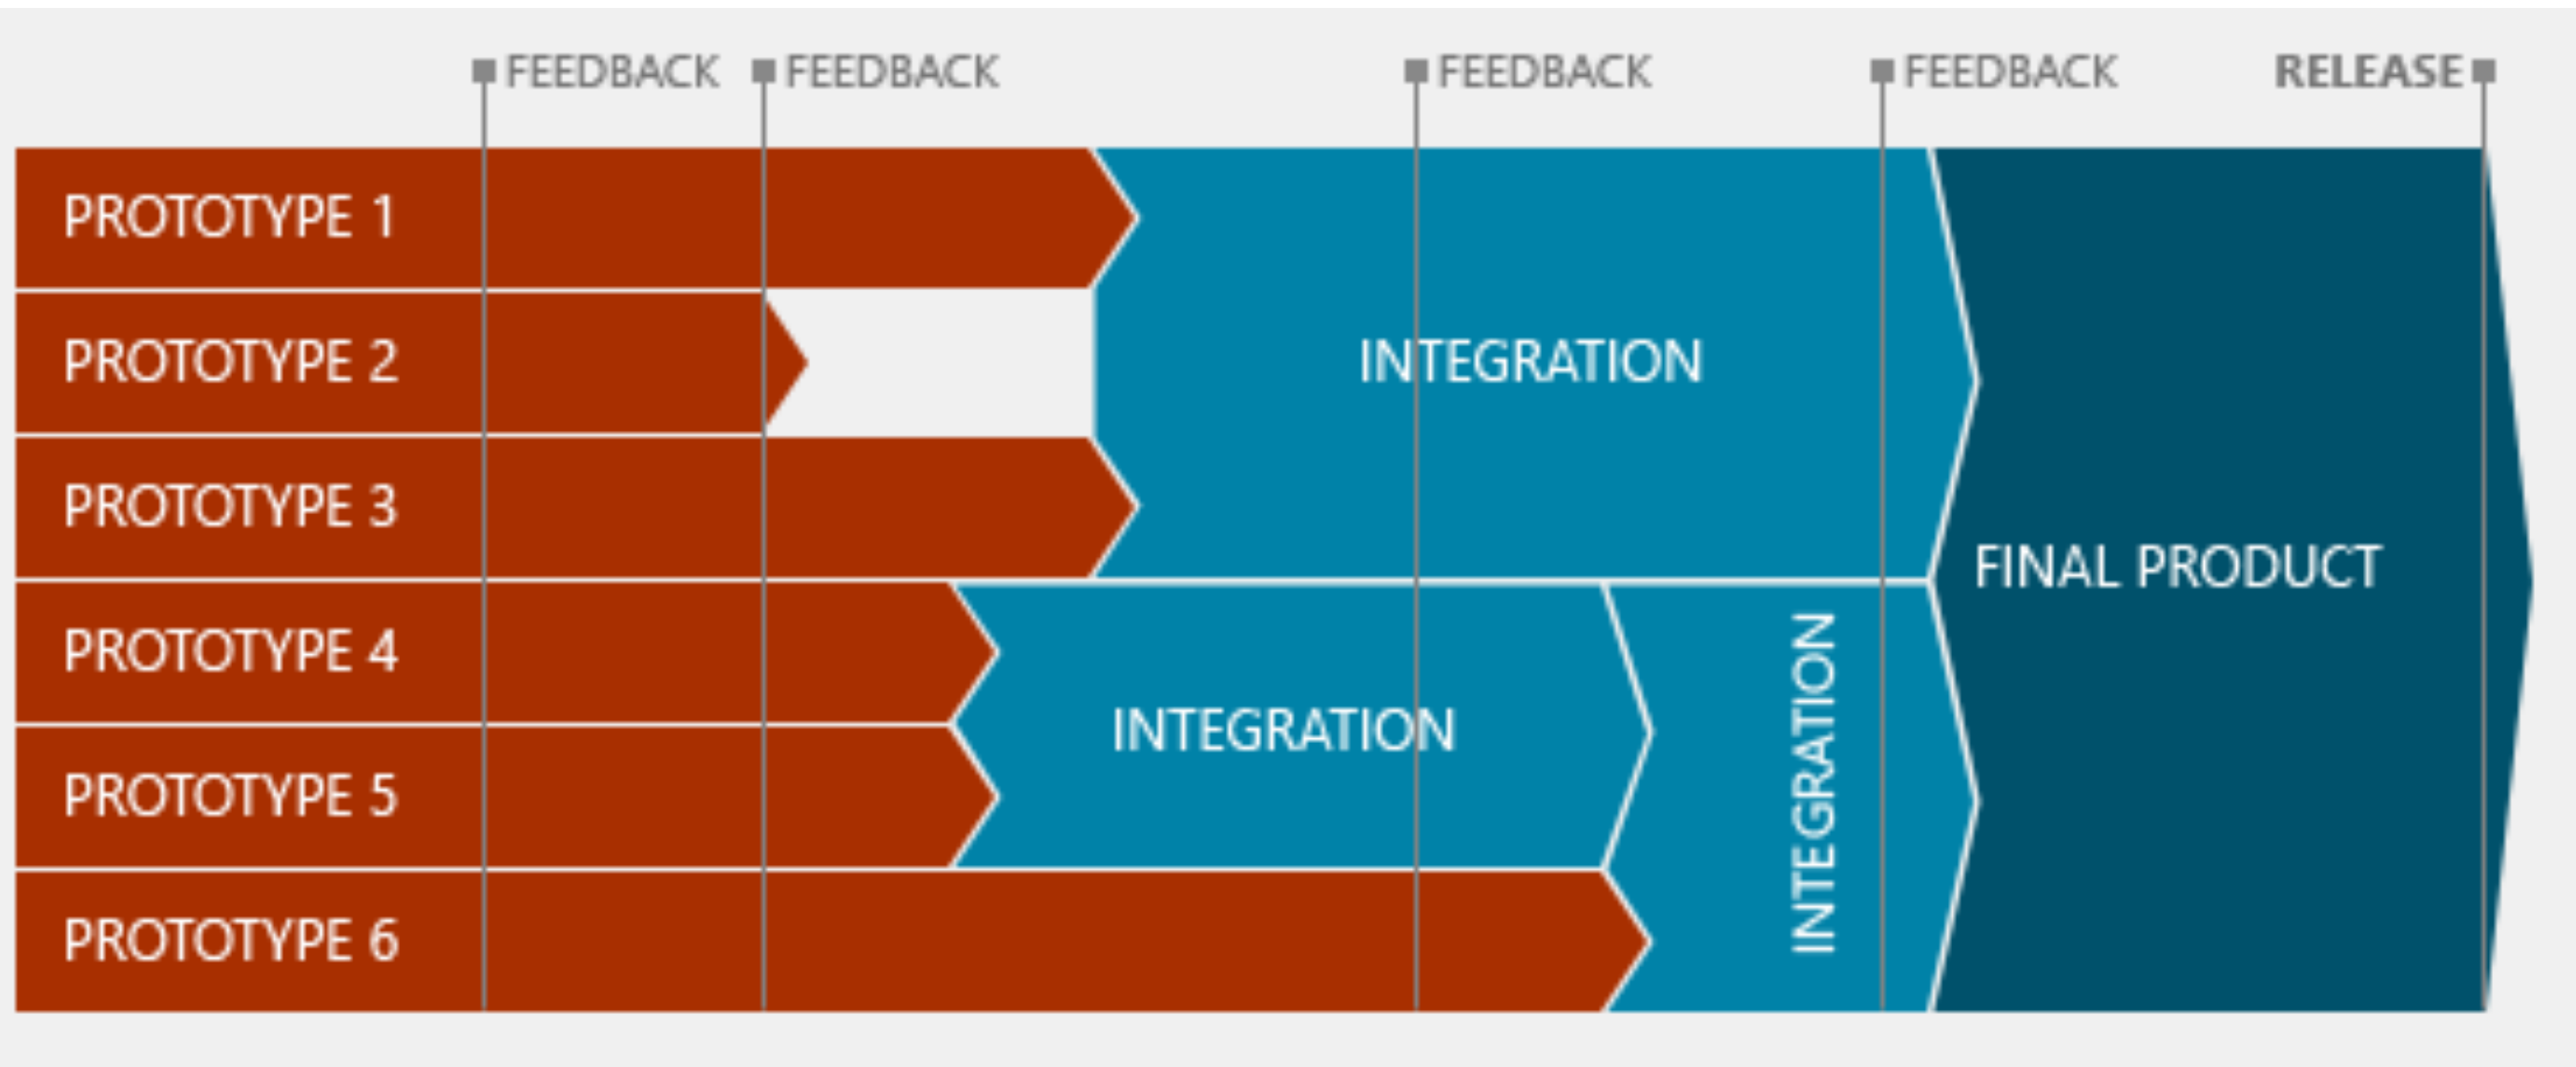 FEEDBACK
FEEDBACK
FEEDBACK
FEEDBACK
RELEASE
PROTOTYPE 1
PROTOTYPE 2
PROTOTYPE 3
PROTOTYPE 4
PROTOTYPE 5
PROTOTYPE 6
INTEGRATION
INTEGRATION
INTEGRATION
FINAL PRODUCT